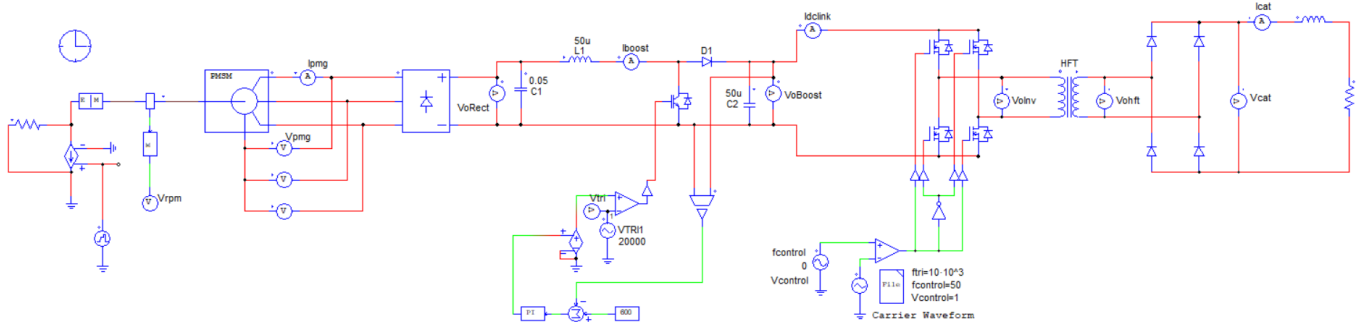 Idclink
Icat
50u
L1
Iboost
D1
PMSM
Ipmg
0.05
C1
VoRect
50u
C2
VoBoost
HFT
VoInv
Vohft
Vcat
A
A
A
A
E M
Vpmg
V
V
V
M
V
Vrpm
Vtri
VTRI1
20000
fcontrol
0
Vcontrol
File
ftri=10·10^3
fcontrol=50
Vcontrol=1
Carrier Waveform
PI
600